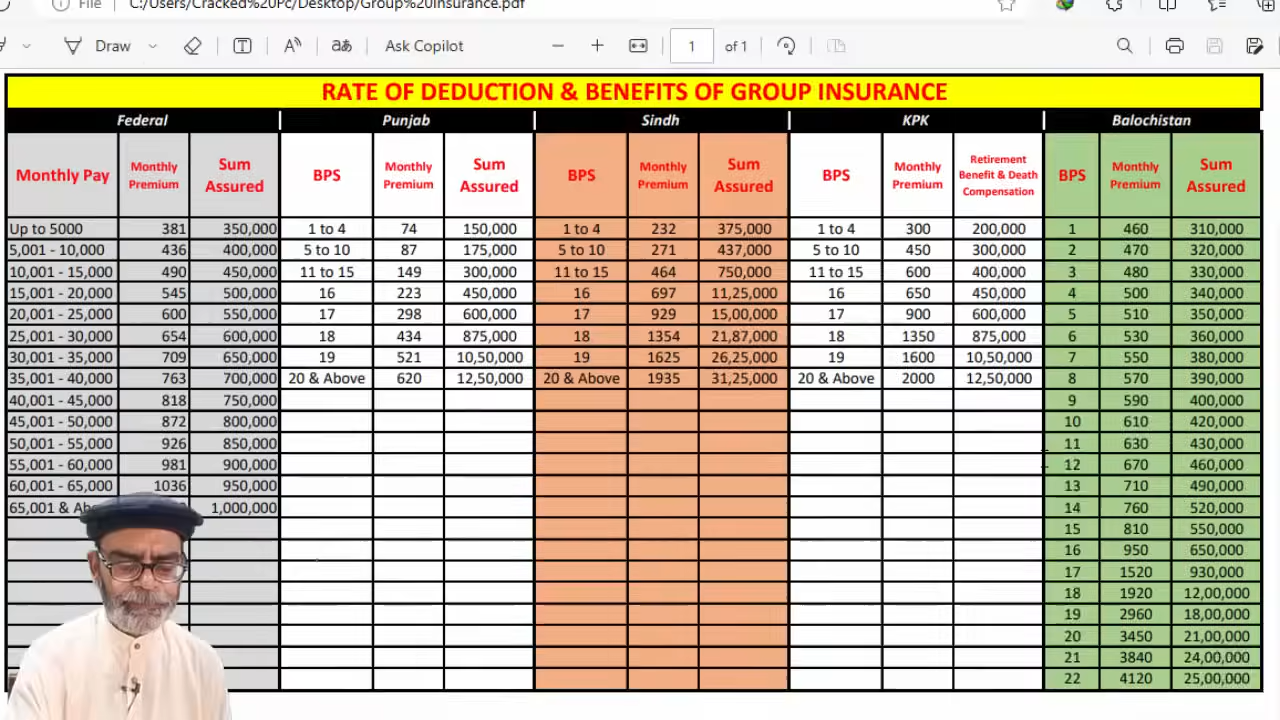 File C:/Users/Cracked%20Pc/Desktop/Group%20Insurance.pdf
Draw Ask Copilot 1 of 1
RATE OF DEDUCTION & BENEFITS OF GROUP INSURANCE
Federal Punjab Sindh KPK Balochistan
Monthly Pay Monthly Premium Sum Assured BPS Monthly Premium Sum Assured BPS Monthly Premium Sum Assured BPS Monthly Premium Retirement Benefit & Death Compensation BPS Monthly Premium Sum Assured
Up to 5000 381 350,000 1 to 4 74 150,000 1 to 4 232 375,000 1 to 4 300 200,000 1 460 310,000
5,001 - 10,000 436 400,000 5 to 10 87 175,000 5 to 10 271 437,000 5 to 10 450 300,000 2 470 320,000
10,001 - 15,000 490 450,000 11 to 15 149 300,000 11 to 15 464 750,000 11 to 15 600 400,000 3 480 330,000
15,001 - 20,000 545 500,000 16 223 450,000 16 697 11,25,000 16 650 450,000 4 500 340,000
20,001 - 25,000 600 550,000 17 298 600,000 17 929 15,00,000 17 900 600,000 5 510 350,000
25,001 - 30,000 654 600,000 18 434 875,000 18 1354 21,87,000 18 1350 875,000 6 530 360,000
30,001 - 35,000 709 650,000 19 521 10,50,000 19 1625 26,25,000 19 1600 10,50,000 7 550 380,000
35,001 - 40,000 763 700,000 20 & Above 620 12,50,000 20 & Above 1935 31,25,000 20 & Above 2000 12,50,000 8 570 390,000
40,001 - 45,000 818 750,000 9 590 400,000
45,001 - 50,000 872 800,000 10 610 420,000
50,001 - 55,000 926 850,000 11 630 430,000
55,001 - 60,000 981 900,000 12 670 460,000
60,001 - 65,000 1036 950,000 13 710 490,000
65,001 & 1,000,000 14 760 520,000
15 810 550,000
16 950 650,000
17 1520 930,000
18 1920 12,00,000
19 2960 18,00,000
20 3450 21,00,000
21 3840 24,00,000
22 4120 25,00,000